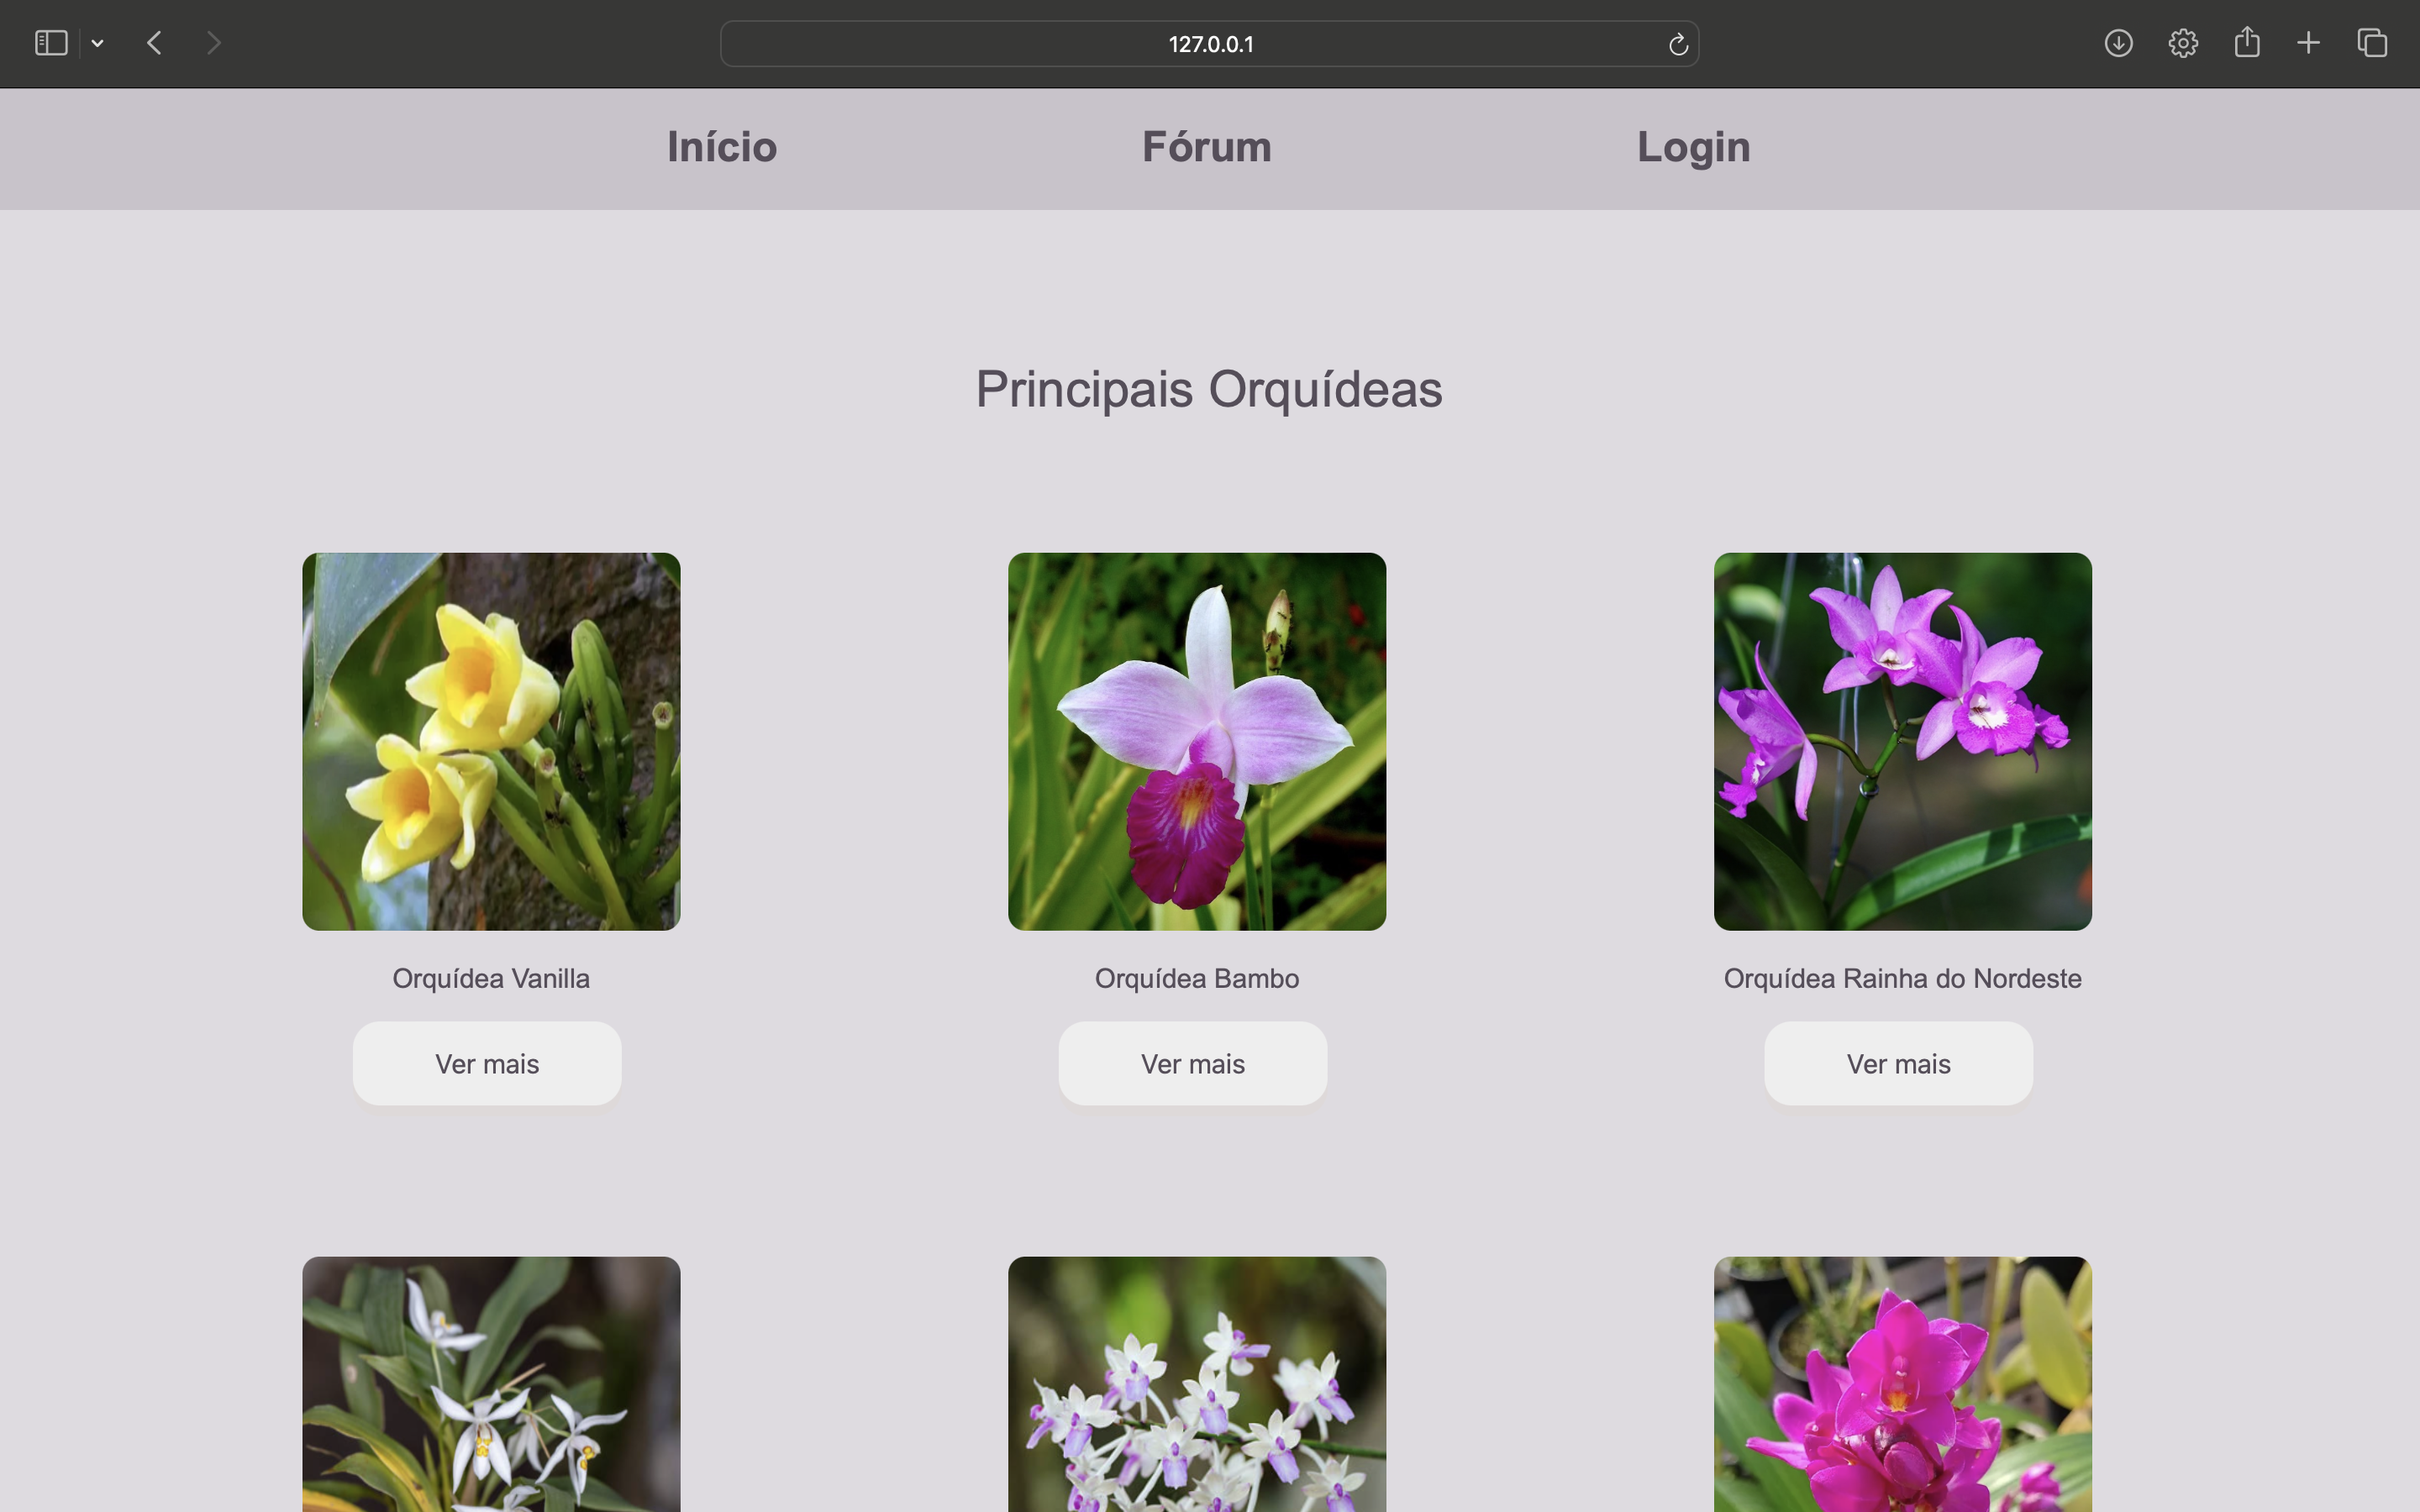 127.0.0.1
Início Fórum Login
Principais Orquídeas
Orquídea Vanilla Orquídea Bambo Orquídea Rainha do Nordeste
Ver mais Ver mais Ver mais